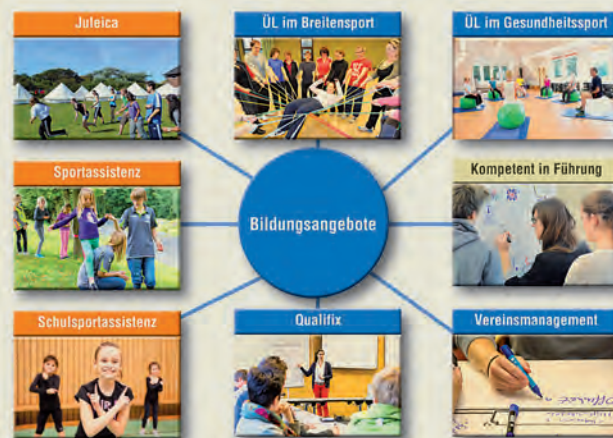 Juleica
ÜL im Breitensport
ÜL im Gesundheitssport
Sportassistenz
Bildungsangebote
Kompetent in Führung
Schulsportassistenz
Qualifix
Vereinsmanagement